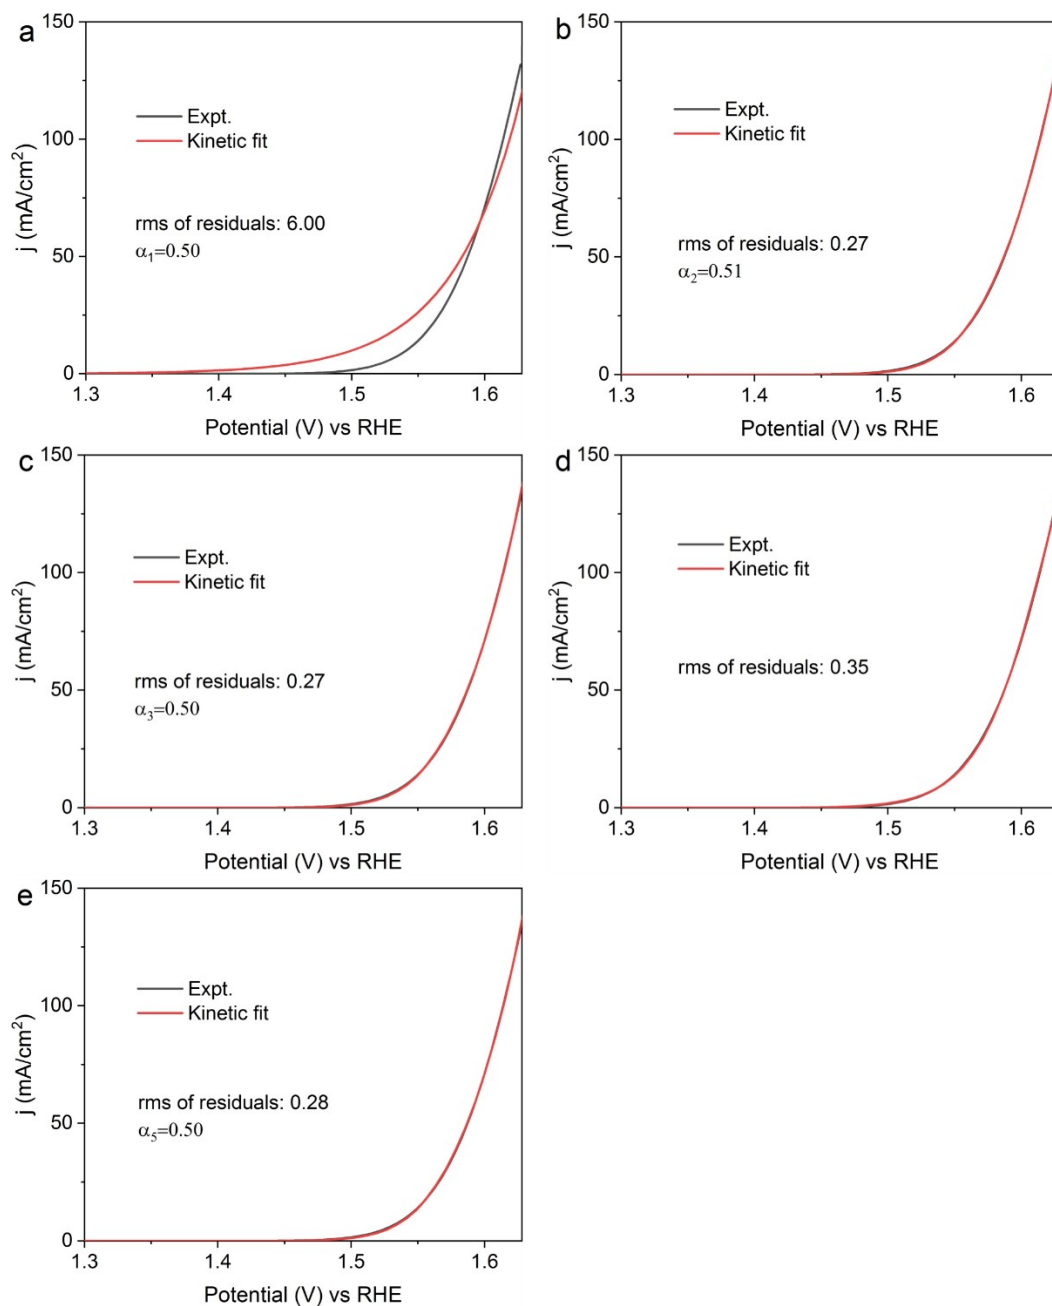 a
150
100
50
0
j (mA/cm²)
Expt.
Kinetic fit
rms of residuals: 6.00
α₁=0.50
1.3 1.4 1.5 1.6
Potential (V) vs RHE
b
150
100
50
0
j (mA/cm²)
Expt.
Kinetic fit
rms of residuals: 0.27
α₂=0.51
1.3 1.4 1.5 1.6
Potential (V) vs RHE
c
150
100
50
0
j (mA/cm²)
Expt.
Kinetic fit
rms of residuals: 0.27
α₃=0.50
1.3 1.4 1.5 1.6
Potential (V) vs RHE
d
150
100
50
0
j (mA/cm²)
Expt.
Kinetic fit
rms of residuals: 0.35
1.3 1.4 1.5 1.6
Potential (V) vs RHE
e
150
100
50
0
j (mA/cm²)
Expt.
Kinetic fit
rms of residuals: 0.28
α₅=0.50
1.3 1.4 1.5 1.6
Potential (V) vs RHE